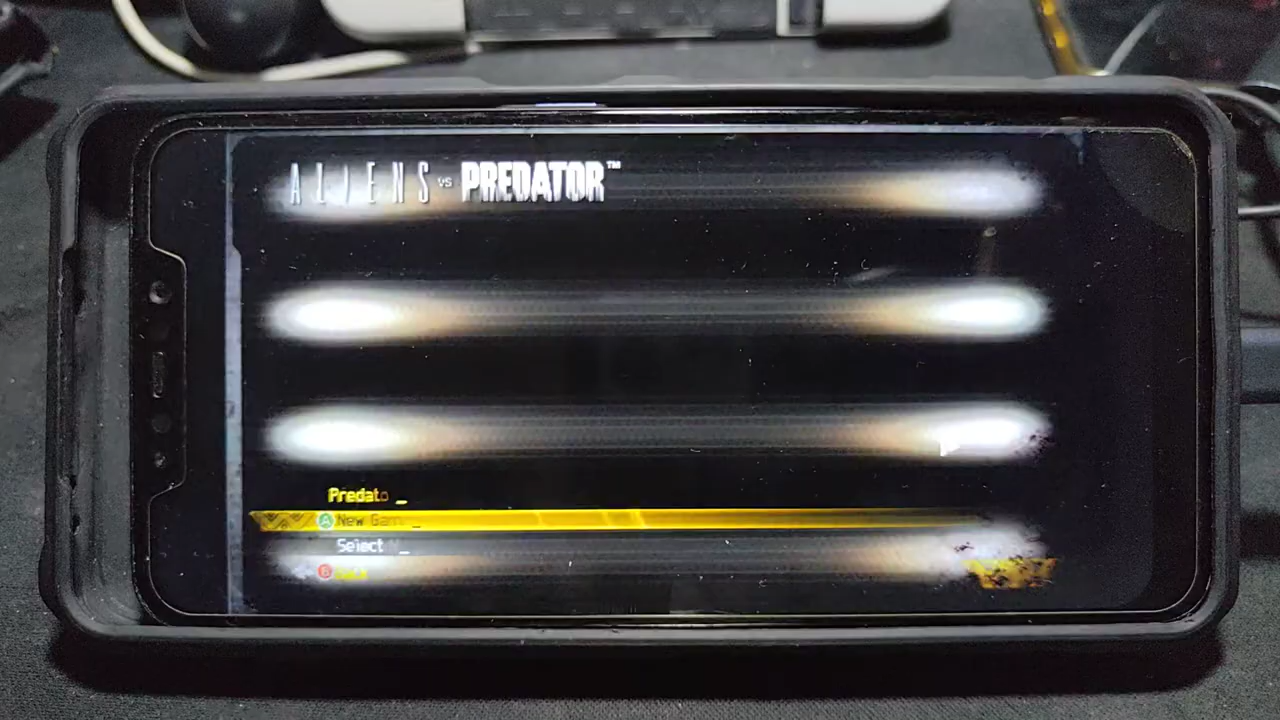 ALIENS vs PREDATOR™
Predato _
A New Gam _
Select _
B